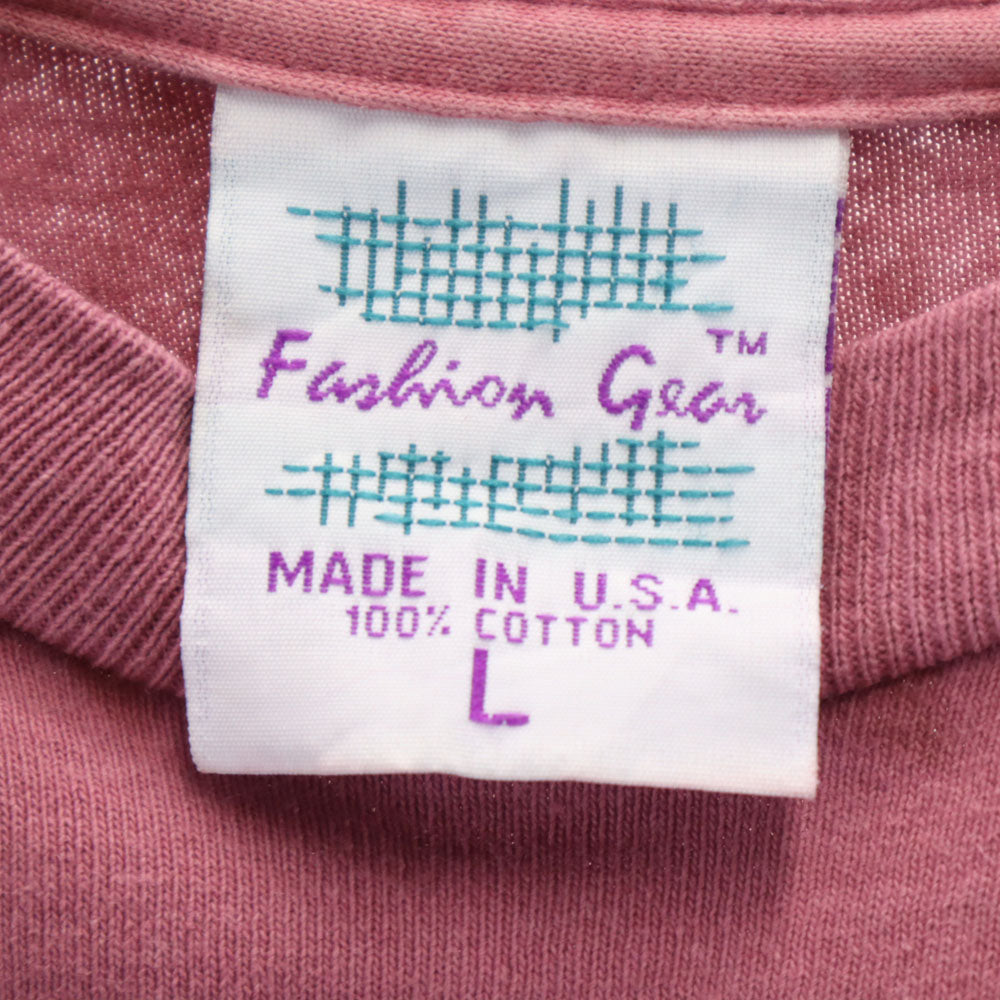 Fashion Gear™
MADE IN U.S.A.
100% COTTON
L